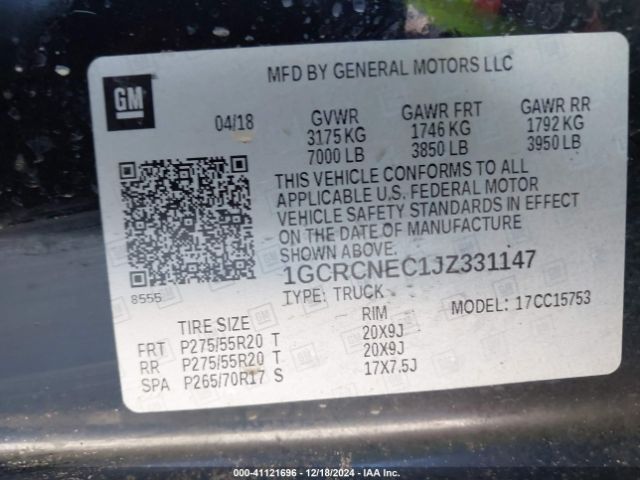 MFD BY GENERAL MOTORS LLC
GM
04/18
GVWR GAWR FRT GAWR RR
3175 KG 1746 KG 1792 KG
7000 LB 3850 LB 3950 LB
THIS VEHICLE CONFORMS TO ALL
APPLICABLE U.S. FEDERAL MOTOR
VEHICLE SAFETY STANDARDS IN EFFECT
ON THE DATE OF MANUFACTURE
SHOWN ABOVE.
8555
1GCRCNEC1JZ331147
TYPE: TRUCK MODEL: 17CC15753
TIRE SIZE RIM
FRT P275/55R20 T 20X9J
RR P275/55R20 T 20X9J
SPA P265/70R17 S 17X7.5J
000-41121696 - 12/18/2024 - IAA Inc.